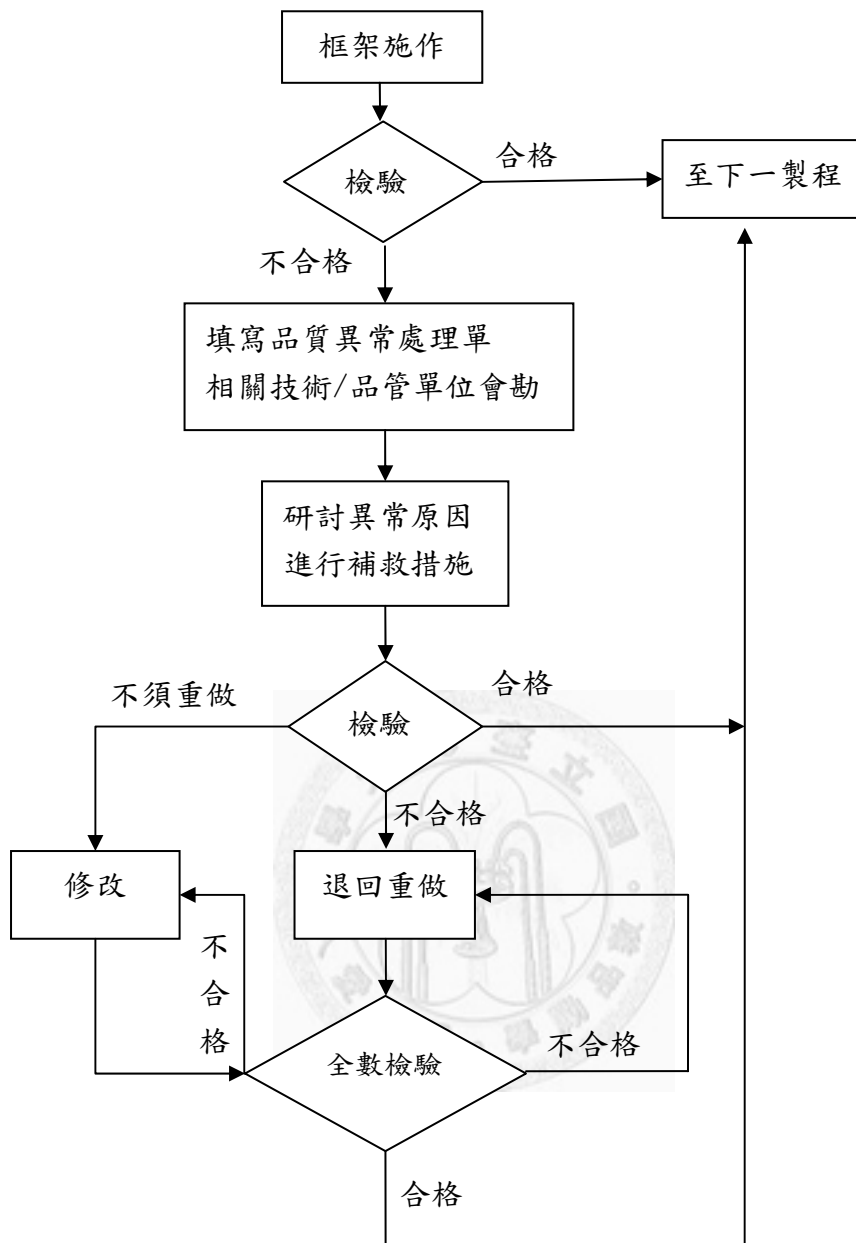 框架施作
檢驗
合格
至下一製程
不合格
填寫品質異常處理單
相關技術/品管單位會勘
研討異常原因
進行補救措施
不須重做
檢驗
合格
不合格
修改
退回重做
不合格
全數檢驗
不合格
合格